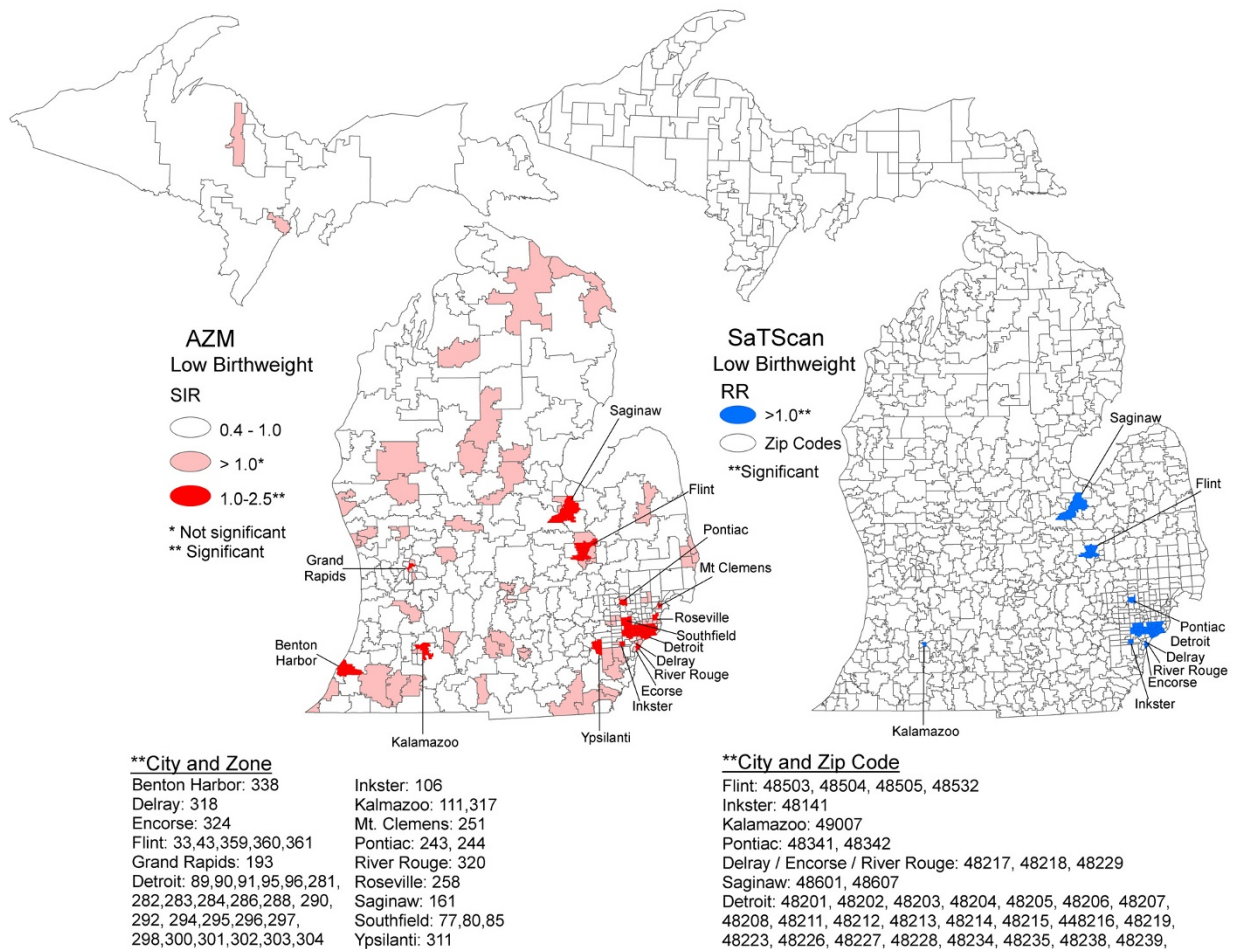 AZM
Low Birthweight
SIR
0.4 - 1.0
> 1.0*
1.0-2.5**
* Not significant
** Significant
Saginaw
Flint
Pontiac
Mt Clemens
Grand
Rapids
Roseville
Southfield
Detroit
Delray
River Rouge
Ecorse
Inkster
Benton
Harbor
Kalamazoo
Ypsilanti
SaTScan
Low Birthweight
RR
>1.0**
Zip Codes
**Significant
Saginaw
Flint
Pontiac
Detroit
Delray
River Rouge
Encorse
Inkster
Kalamazoo
**City and Zone
Benton Harbor: 338
Delray: 318
Encorse: 324
Flint: 33,43,359,360,361
Grand Rapids: 193
Detroit: 89,90,91,95,96,281,
282,283,284,286,288, 290,
292, 294,295,296,297,
298,300,301,302,303,304
Inkster: 106
Kalmazoo: 111,317
Mt. Clemens: 251
Pontiac: 243, 244
River Rouge: 320
Roseville: 258
Saginaw: 161
Southfield: 77,80,85
Ypsilanti: 311
**City and Zip Code
Flint: 48503, 48504, 48505, 48532
Inkster: 48141
Kalamazoo: 49007
Pontiac: 48341, 48342
Delray / Encorse / River Rouge: 48217, 48218, 48229
Saginaw: 48601, 48607
Detroit: 48201, 48202, 48203, 48204, 48205, 48206, 48207,
48208, 48211, 48212, 48213, 48214, 48215, 448216, 48219,
48223, 48226, 48227, 48228, 48234, 48235, 48238, 48239,